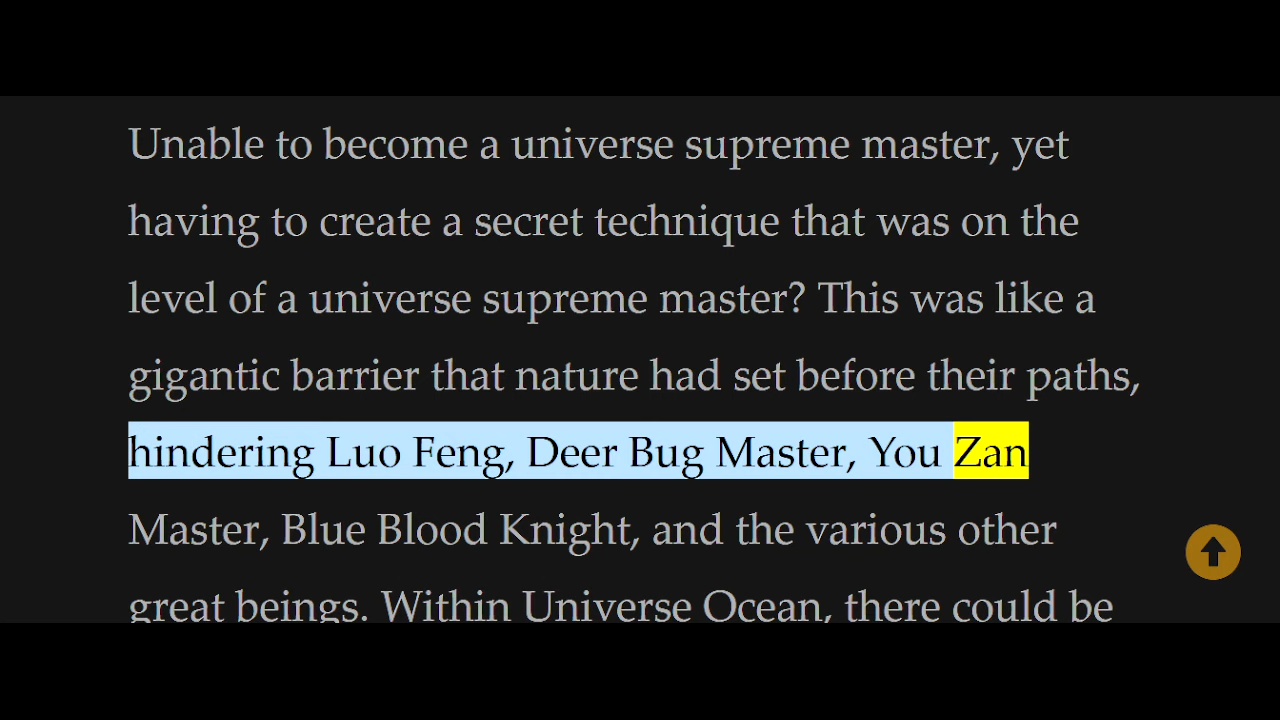 Unable to become a universe supreme master, yet
having to create a secret technique that was on the
level of a universe supreme master? This was like a
gigantic barrier that nature had set before their paths,
hindering Luo Feng, Deer Bug Master, You Zan
Master, Blue Blood Knight, and the various other
great beings. Within Universe Ocean, there could be